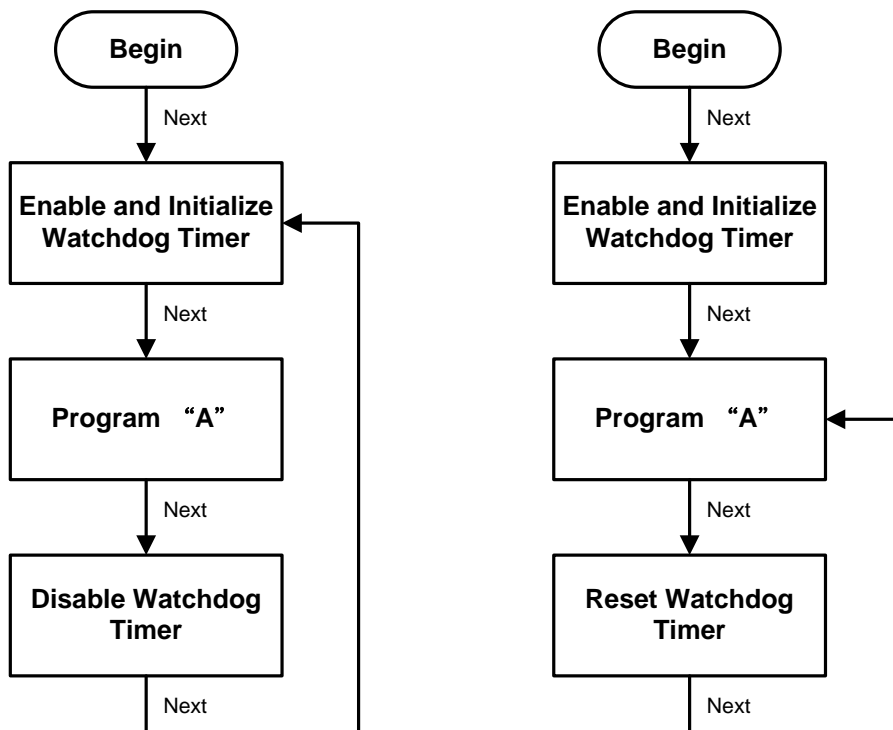 Begin
Next
Enable and Initialize
Watchdog Timer
Next
Program “A”
Next
Disable Watchdog
Timer
Next
Begin
Next
Enable and Initialize
Watchdog Timer
Next
Program “A”
Next
Reset Watchdog
Timer
Next